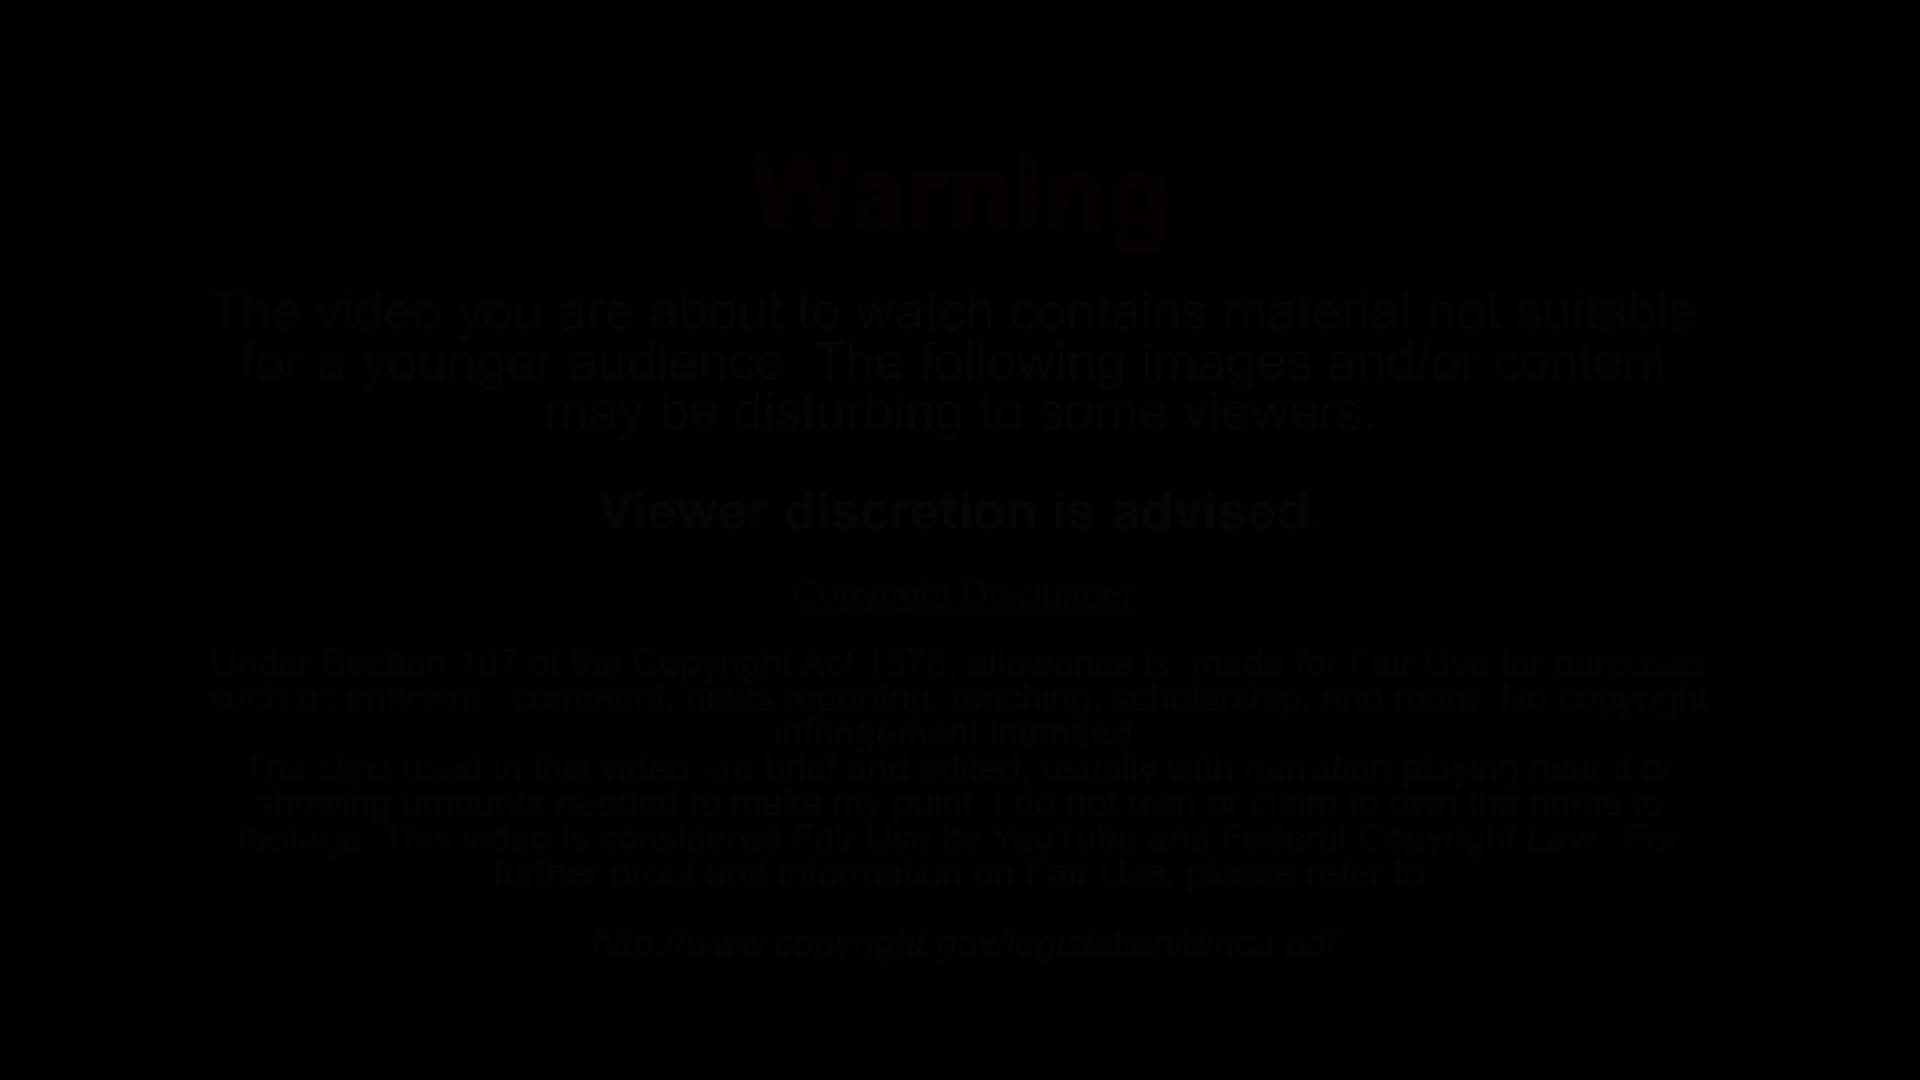 Warning
The video you are about to watch contains material not suitable
for a younger audience. The following images and/or content
may be disturbing to some viewers.
Viewer discretion is advised.
Copyright Disclaimer
Under Section 107 of the Copyright Act 1976, allowance is made for Fair Use for purposes
such as criticism, comment, news reporting, teaching, scholarship, and more. No copyright
infringement intended.
The clips used in this video are brief and edited, usually with narration playing over it or
showing amounts needed to make my point. I do not own or claim to own the rights to
footage. This video is considered Fair Use by YouTube and Federal Copyright Law. For
further proof and information on Fair Use, please refer to
http://www.copyright.gov/legislation/dmca.pdf